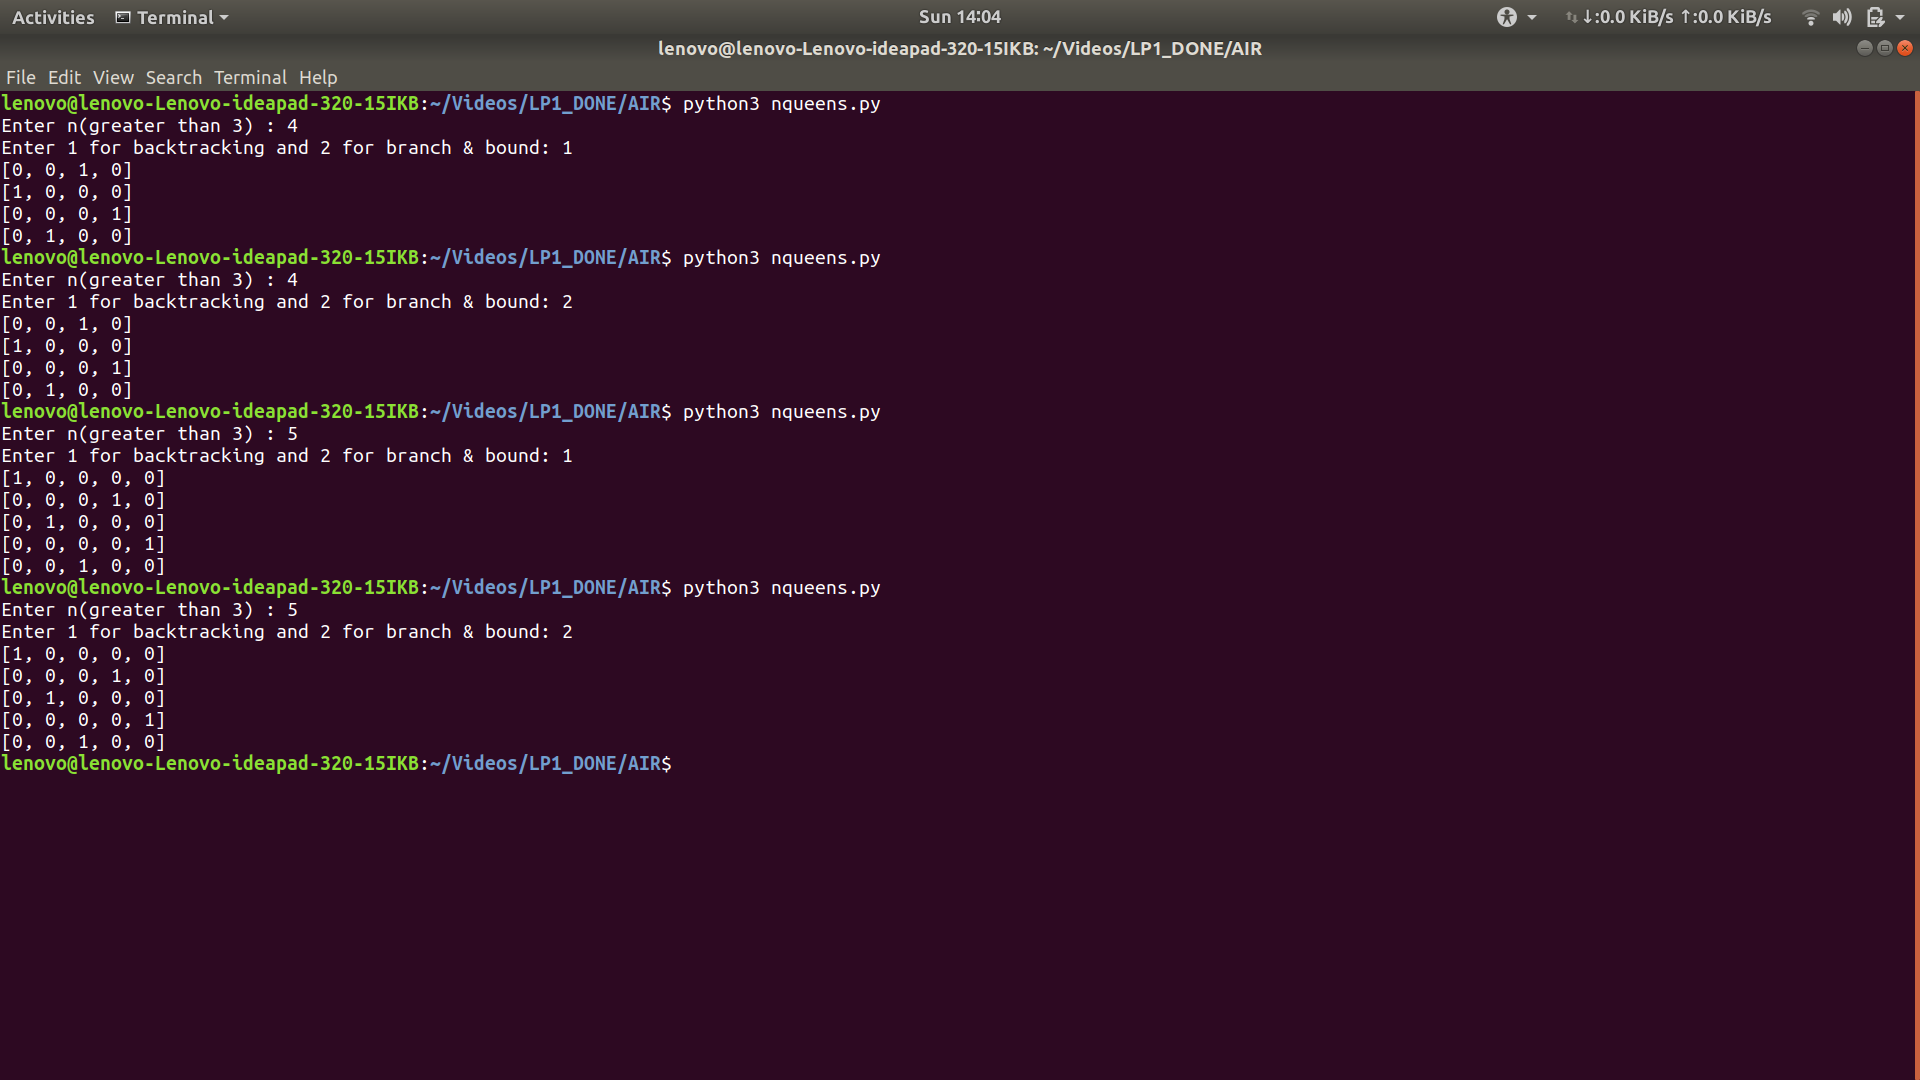 Activities Terminal Sun 14:04 ↓:0.0 KiB/s ↑:0.0 KiB/s
lenovo@lenovo-Lenovo-ideapad-320-15IKB: ~/Videos/LP1_DONE/AIR
File Edit View Search Terminal Help
lenovo@lenovo-Lenovo-ideapad-320-15IKB:~/Videos/LP1_DONE/AIR$ python3 nqueens.py
Enter n(greater than 3) : 4
Enter 1 for backtracking and 2 for branch & bound: 1
[0, 0, 1, 0]
[1, 0, 0, 0]
[0, 0, 0, 1]
[0, 1, 0, 0]
lenovo@lenovo-Lenovo-ideapad-320-15IKB:~/Videos/LP1_DONE/AIR$ python3 nqueens.py
Enter n(greater than 3) : 4
Enter 1 for backtracking and 2 for branch & bound: 2
[0, 0, 1, 0]
[1, 0, 0, 0]
[0, 0, 0, 1]
[0, 1, 0, 0]
lenovo@lenovo-Lenovo-ideapad-320-15IKB:~/Videos/LP1_DONE/AIR$ python3 nqueens.py
Enter n(greater than 3) : 5
Enter 1 for backtracking and 2 for branch & bound: 1
[1, 0, 0, 0, 0]
[0, 0, 0, 1, 0]
[0, 1, 0, 0, 0]
[0, 0, 0, 0, 1]
[0, 0, 1, 0, 0]
lenovo@lenovo-Lenovo-ideapad-320-15IKB:~/Videos/LP1_DONE/AIR$ python3 nqueens.py
Enter n(greater than 3) : 5
Enter 1 for backtracking and 2 for branch & bound: 2
[1, 0, 0, 0, 0]
[0, 0, 0, 1, 0]
[0, 1, 0, 0, 0]
[0, 0, 0, 0, 1]
[0, 0, 1, 0, 0]
lenovo@lenovo-Lenovo-ideapad-320-15IKB:~/Videos/LP1_DONE/AIR$